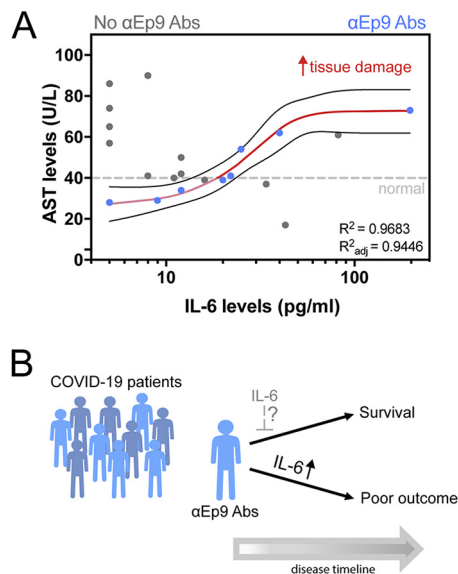 A
No αEp9 Abs
αEp9 Abs
100
80
60
40
20
0
AST levels (U/L)
↑tissue damage
normal
R² = 0.9683
R²adj = 0.9446
10
100
IL-6 levels (pg/ml)
B
COVID-19 patients
IL-6
?
Survival
IL-6↑
αEp9 Abs
Poor outcome
disease timeline